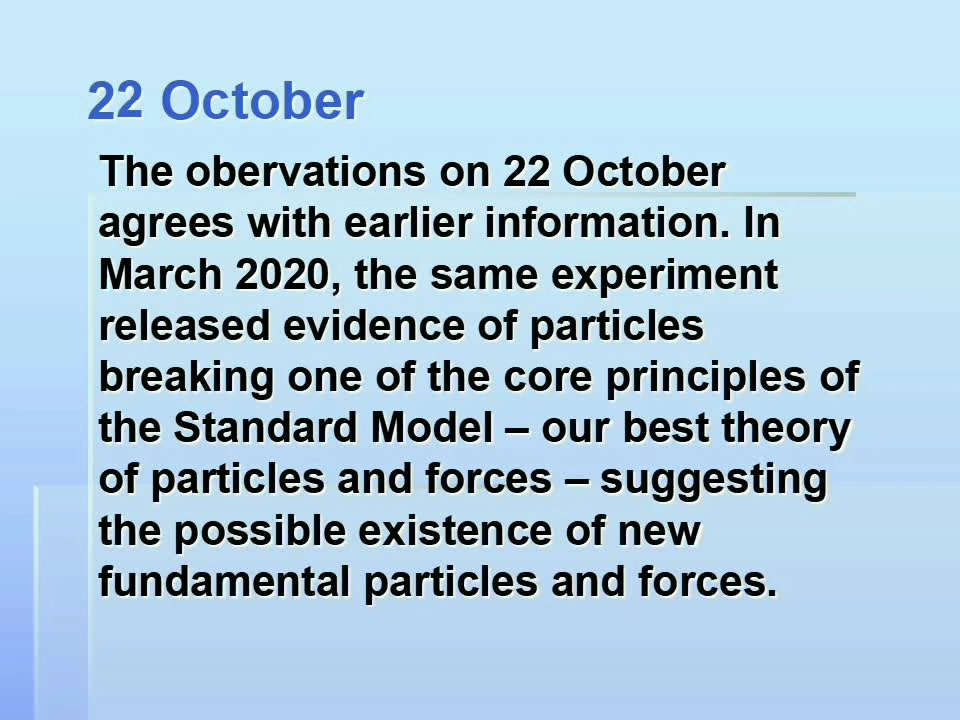 22 October
The obervations on 22 October
agrees with earlier information. In
March 2020, the same experiment
released evidence of particles
breaking one of the core principles of
the Standard Model – our best theory
of particles and forces – suggesting
the possible existence of new
fundamental particles and forces.